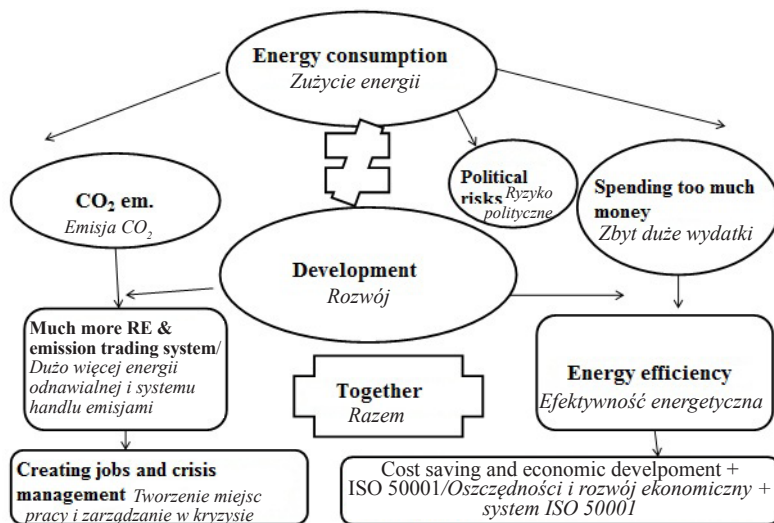 Energy consumption
Zużycie energii
CO₂ em.
Emisja CO₂
Political
risks Ryzyko
polityczne
Spending too much
money
Zbyt duże wydatki
Development
Rozwój
Much more RE &
emission trading system/
Dużo więcej energii
odnawialnej i systemu
handlu emisjami
Together
Razem
Energy efficiency
Efektywność energetyczna
Creating jobs and crisis
management Tworzenie miejsc
pracy i zarządzanie w kryzysie
Cost saving and economic develpoment +
ISO 50001/Oszczędności i rozwój ekonomiczny +
system ISO 50001